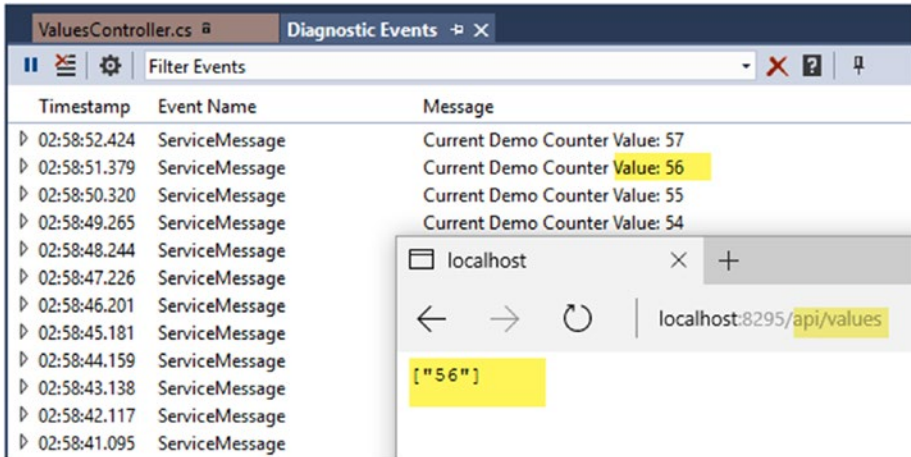 ValuesController.cs Diagnostic Events
Filter Events
Timestamp Event Name Message
02:58:52.424 ServiceMessage Current Demo Counter Value: 57
02:58:51.379 ServiceMessage Current Demo Counter Value: 56
02:58:50.320 ServiceMessage Current Demo Counter Value: 55
02:58:49.265 ServiceMessage Current Demo Counter Value: 54
02:58:48.244 ServiceMessage
02:58:47.226 ServiceMessage
02:58:46.201 ServiceMessage
02:58:45.181 ServiceMessage
02:58:44.159 ServiceMessage
02:58:43.138 ServiceMessage
02:58:42.117 ServiceMessage
02:58:41.095 ServiceMessage
localhost
localhost:8295/api/values
["56"]